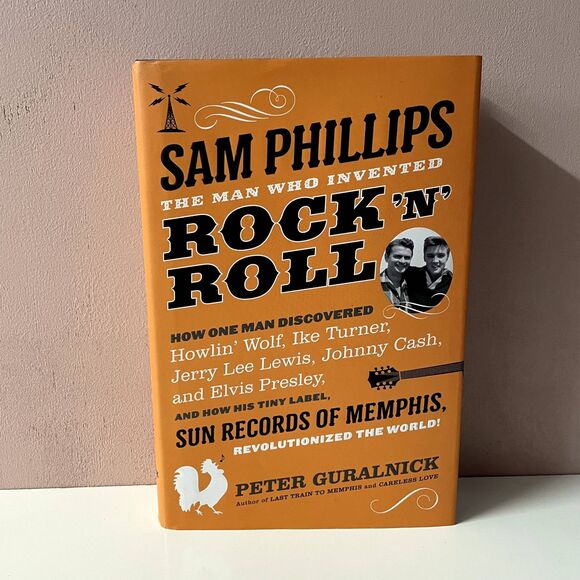 SAM PHILLIPS
THE MAN WHO INVENTED
ROCK 'N'
ROLL
HOW ONE MAN DISCOVERED
Howlin' Wolf, Ike Turner,
Jerry Lee Lewis, Johnny Cash,
and Elvis Presley,
AND HOW HIS TINY LABEL,
SUN RECORDS OF MEMPHIS,
REVOLUTIONIZED THE WORLD!
PETER GURALNICK
Author of LAST TRAIN TO MEMPHIS and CARELESS LOVE